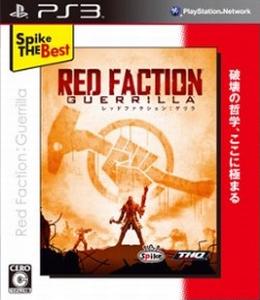 PS3
PlayStation Network
Spike
THE Best
RED FACTION
GUERRILLA
レッドファクション:ゲリラ
Red Faction: Guerrilla
破壊の哲学、ここに極まる
Spike
THQ
CERO